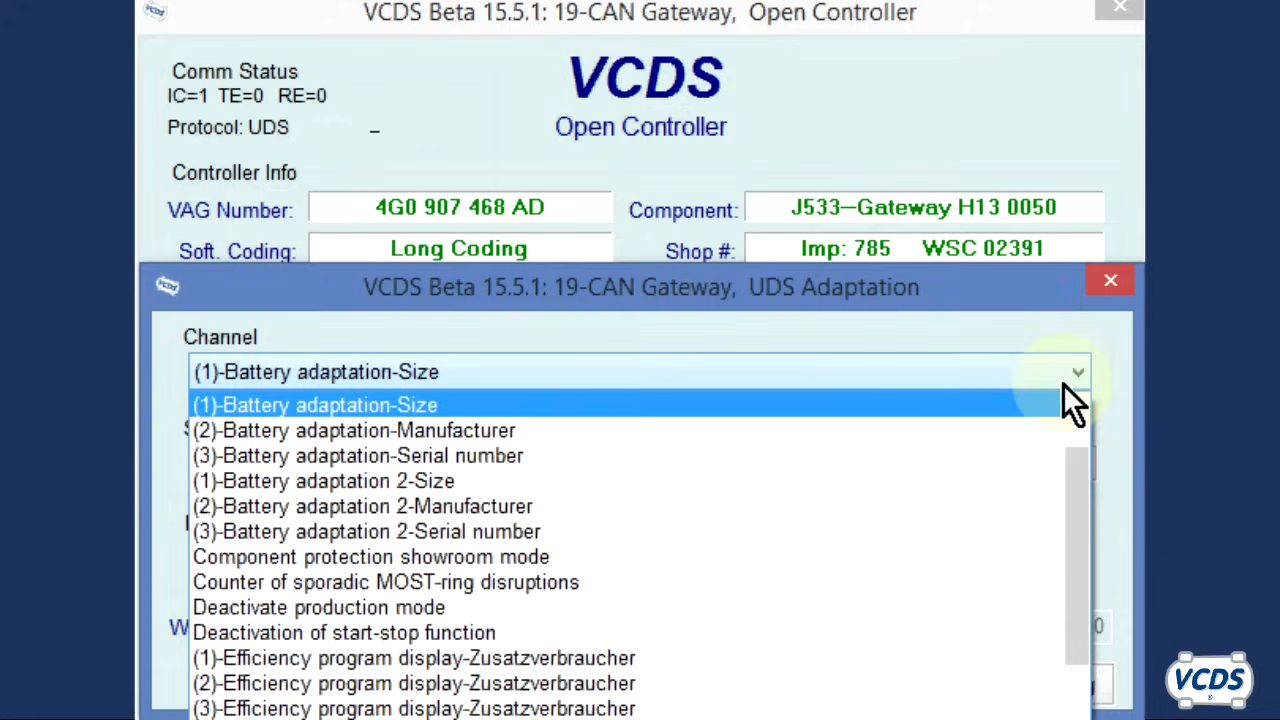 VCDS Beta 15.5.1: 19-CAN Gateway, Open Controller
Comm Status
IC=1 TE=0 RE=0
Protocol: UDS
VCDS
Open Controller
Controller Info
VAG Number: 4G0 907 468 AD Component: J533-Gateway H13 0050
Soft. Coding: Long Coding Shop #: Imp: 785 WSC 02391
VCDS Beta 15.5.1: 19-CAN Gateway, UDS Adaptation
Channel
(1)-Battery adaptation-Size
(1)-Battery adaptation-Size
(2)-Battery adaptation-Manufacturer
(3)-Battery adaptation-Serial number
(1)-Battery adaptation 2-Size
(2)-Battery adaptation 2-Manufacturer
(3)-Battery adaptation 2-Serial number
Component protection showroom mode
Counter of sporadic MOST-ring disruptions
Deactivate production mode
Deactivation of start-stop function
(1)-Efficiency program display-Zusatzverbraucher
(2)-Efficiency program display-Zusatzverbraucher
(3)-Efficiency program display-Zusatzverbraucher
VCDS